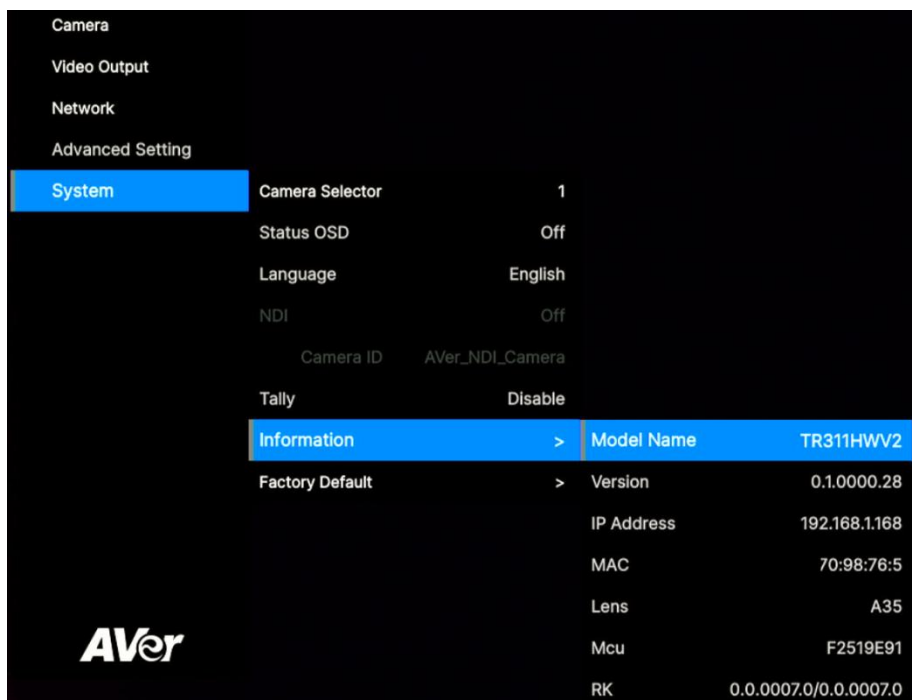 Camera
Video Output
Network
Advanced Setting
System
Camera Selector 1
Status OSD Off
Language English
NDI Off
Camera ID AVer_NDI_Camera
Tally Disable
Information > Model Name TR311HWV2
Factory Default > Version 0.1.0000.28
IP Address 192.168.1.168
MAC 70:98:76:5
Lens A35
AVer Mcu F2519E91
RK 0.0.0007.0/0.0.0007.0